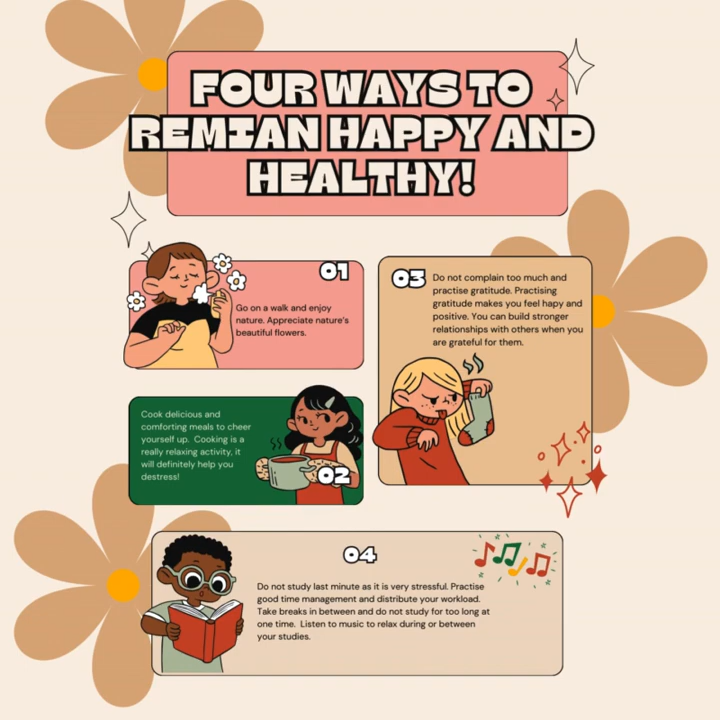 FOUR WAYS TO
REMIAN HAPPY AND
HEALTHY!
01
Go on a walk and enjoy
nature. Appreciate nature's
beautiful flowers.
Cook delicious and
comforting meals to cheer
yourself up. Cooking is a
really relaxing activity, it
will definitely help you
destress!
02
03
Do not complain too much and
practise gratitude. Practising
gratitude makes you feel hapy and
positive. You can build stronger
relationships with others when you
are grateful for them.
04
Do not study last minute as it is very stressful. Practise
good time management and distribute your workload.
Take breaks in between and do not study for too long at
one time. Listen to music to relax during or between
your studies.